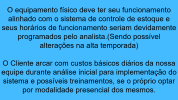 O equipamento físico deve ter seu funcionamento
alinhado com o sistema de controle de estoque e
seus horários de funcionamento seriam devidamente
programados pelo analista.(Sendo possível
alterações na alta temporada)
O Cliente arcar com custos básicos diários da nossa
equipe durante análise inicial para implementação do
sistema e possíveis treinamentos, se o próprio optar
por modalidade presencial dos mesmos.